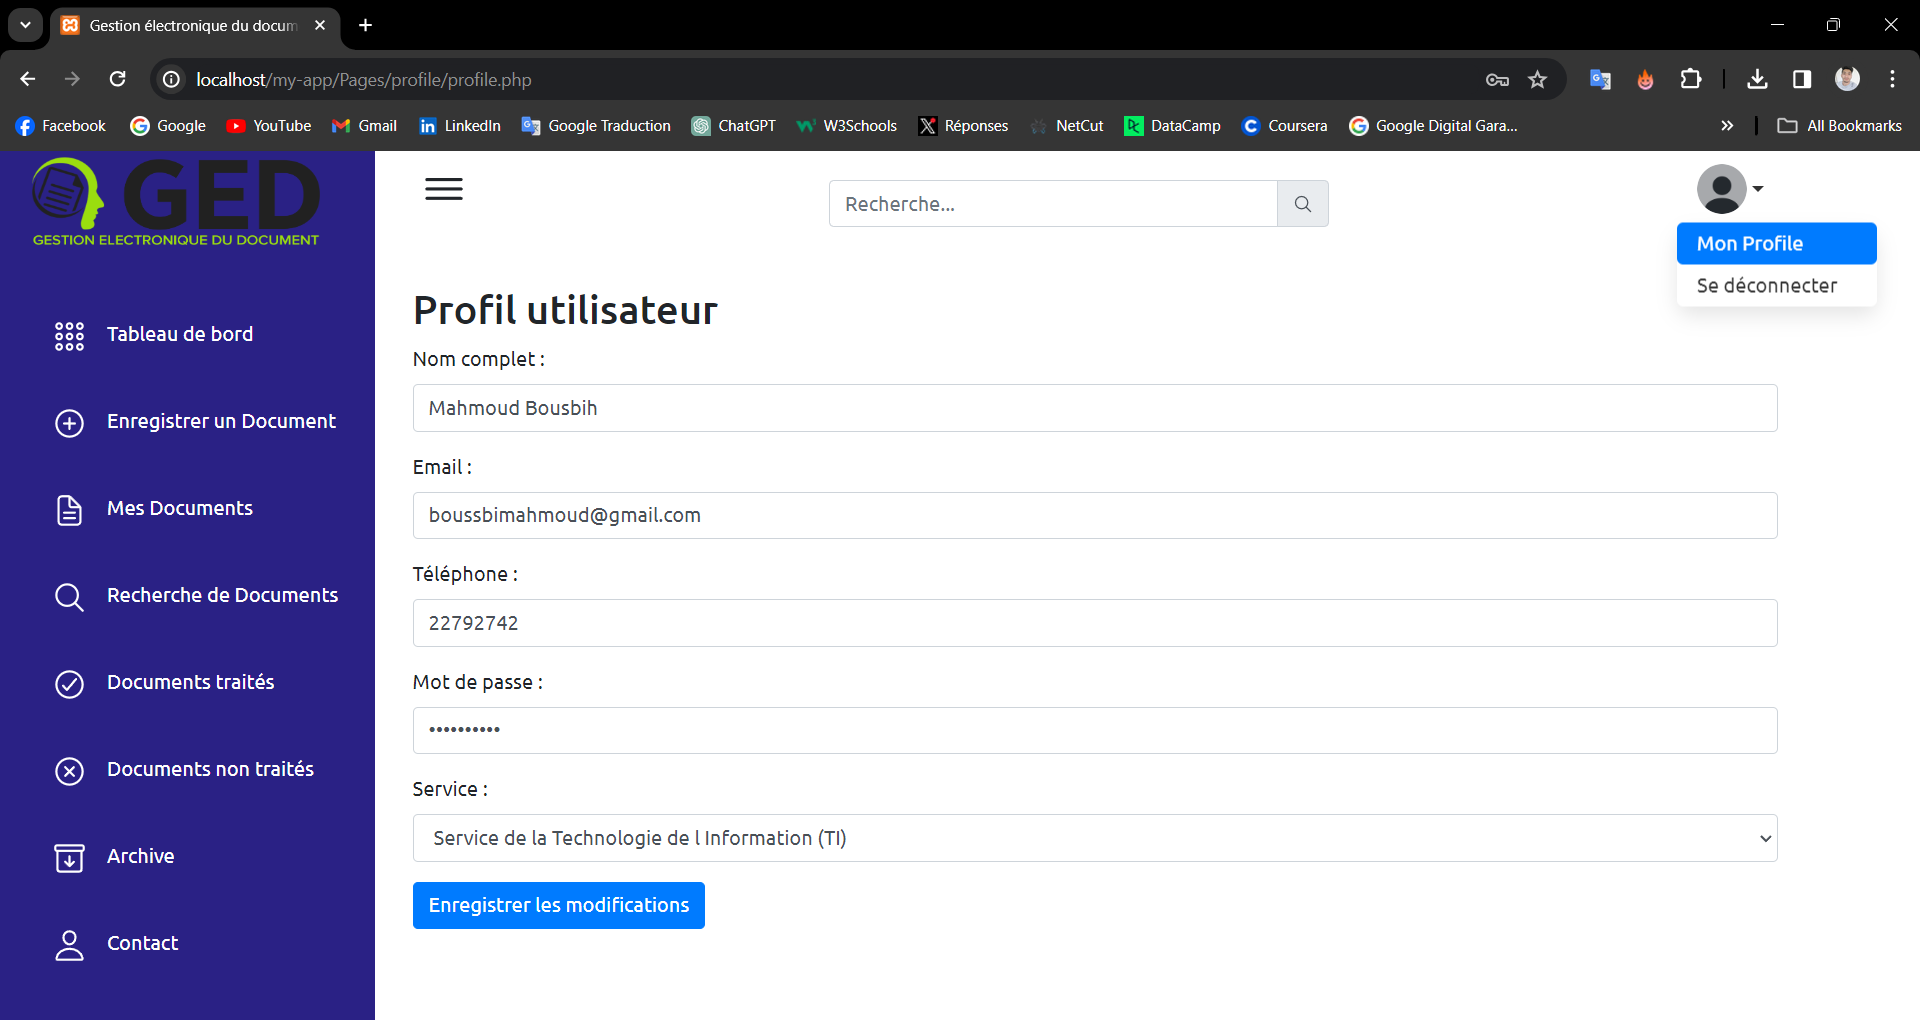 Gestion électronique du docum
localhost/my-app/Pages/profile/profile.php
Facebook Google YouTube Gmail LinkedIn Google Traduction ChatGPT W3Schools Réponses NetCut DataCamp Coursera Google Digital Gara... All Bookmarks
GED
GESTION ELECTRONIQUE DU DOCUMENT
Tableau de bord
Enregistrer un Document
Mes Documents
Recherche de Documents
Documents traités
Documents non traités
Archive
Contact
Recherche...
Mon Profile
Se déconnecter
Profil utilisateur
Nom complet :
Mahmoud Bousbih
Email :
boussbimahmoud@gmail.com
Téléphone :
22792742
Mot de passe :
••••••••••
Service :
Service de la Technologie de l Information (TI)
Enregistrer les modifications